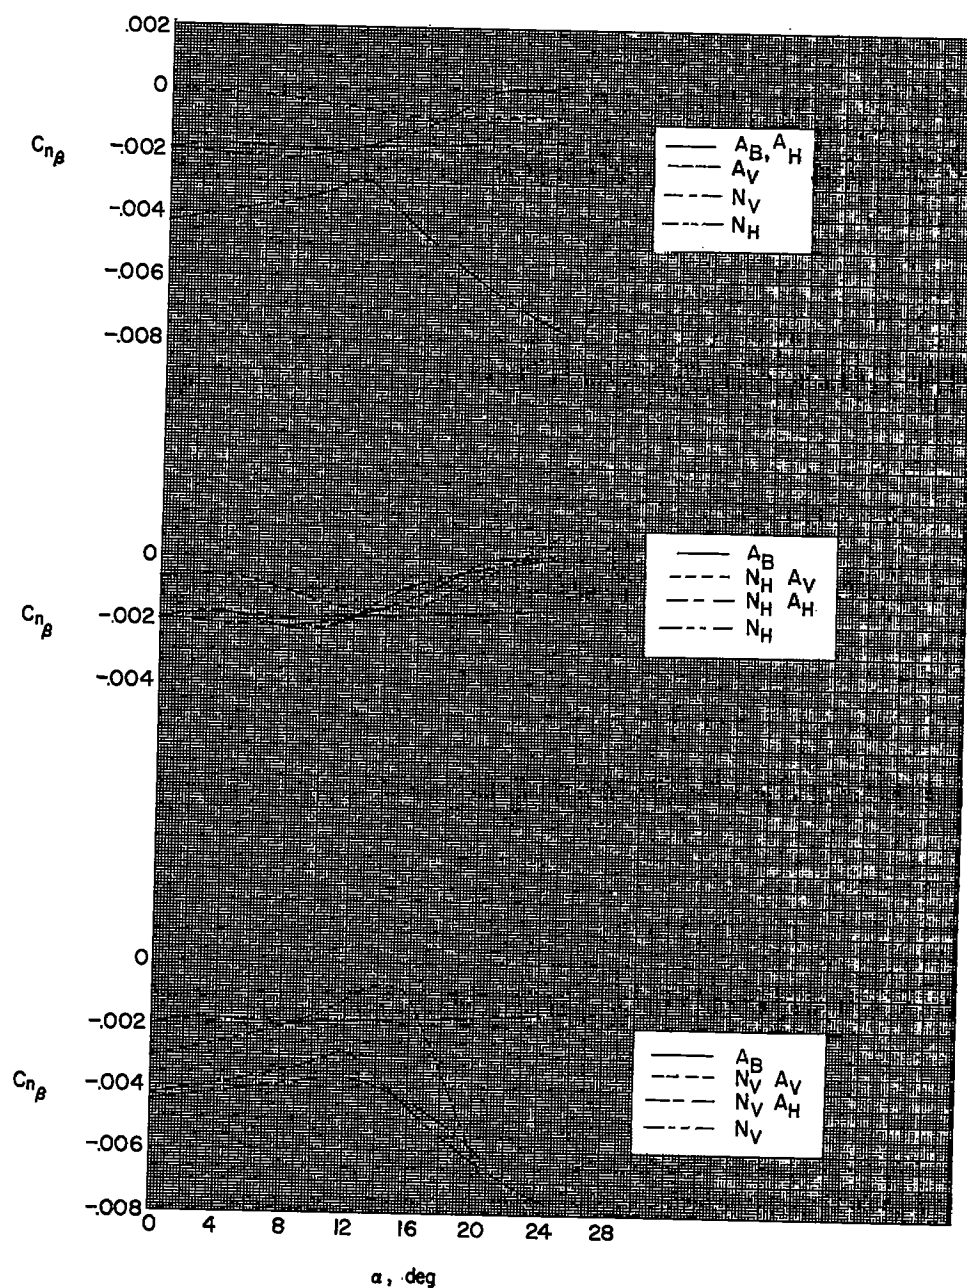 .002
0
-.002
-.004
-.006
-.008
Cnβ
AB, AH
AV
NV
NH
0
-.002
-.004
Cnβ
AB
NH AV
NH AH
NH
0
-.002
-.004
-.006
-.008
Cnβ
AB
NV AV
NV AH
NV
0 4 8 12 16 20 24 28
α, deg